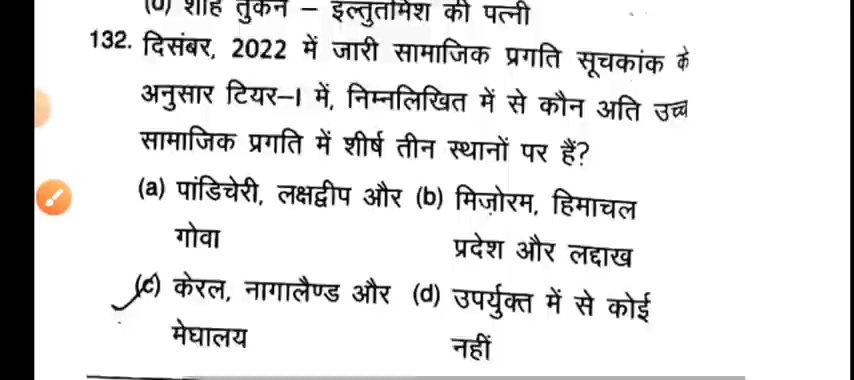 (d) शाह तुर्कन – इल्तुतमिश की पत्नी
132. दिसंबर, 2022 में जारी सामाजिक प्रगति सूचकांक के
अनुसार टियर–I में, निम्नलिखित में से कौन अति उच्च
सामाजिक प्रगति में शीर्ष तीन स्थानों पर हैं?
(a) पांडिचेरी, लक्षद्वीप और (b) मिज़ोरम, हिमाचल
गोवा प्रदेश और लद्दाख
(c) केरल, नागालैण्ड और (d) उपर्युक्त में से कोई
मेघालय नहीं